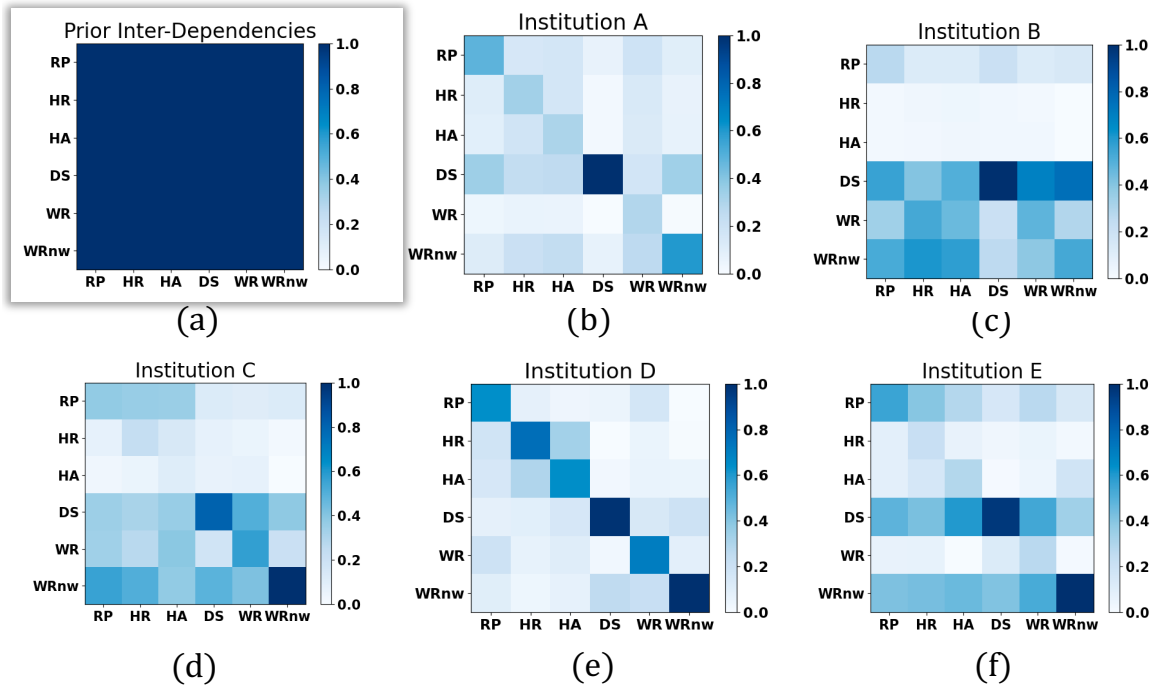 Prior Inter-Dependencies
RP
HR
HA
DS
WR
WRnw
RP HR HA DS WR WRnw
1.0
0.8
0.6
0.4
0.2
0.0
(a)
Institution A
RP
HR
HA
DS
WR
WRnw
RP HR HA DS WR WRnw
1.0
0.8
0.6
0.4
0.2
0.0
(b)
Institution B
RP
HR
HA
DS
WR
WRnw
RP HR HA DS WR WRnw
1.0
0.8
0.6
0.4
0.2
0.0
(c)
Institution C
RP
HR
HA
DS
WR
WRnw
RP HR HA DS WR WRnw
1.0
0.8
0.6
0.4
0.2
0.0
(d)
Institution D
RP
HR
HA
DS
WR
WRnw
RP HR HA DS WR WRnw
1.0
0.8
0.6
0.4
0.2
0.0
(e)
Institution E
RP
HR
HA
DS
WR
WRnw
RP HR HA DS WR WRnw
1.0
0.8
0.6
0.4
0.2
0.0
(f)